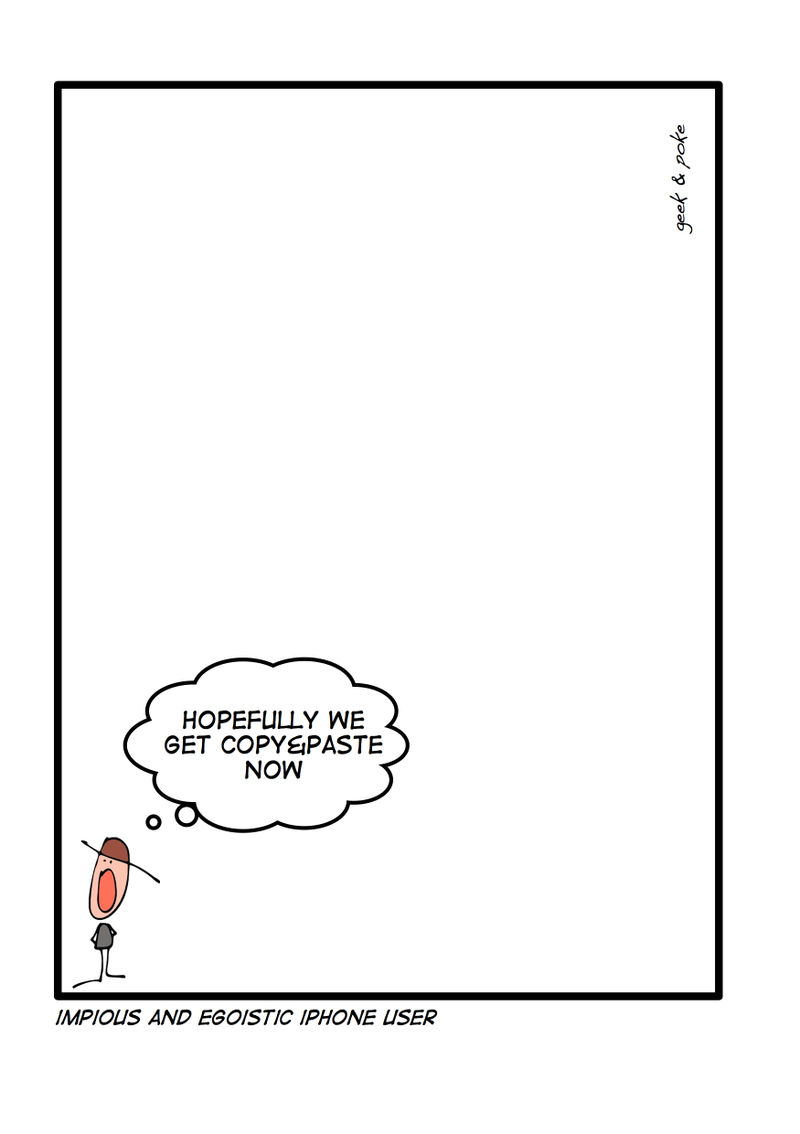 geek & poke
HOPEFULLY WE
GET COPY&PASTE
NOW
IMPIOUS AND EGOISTIC IPHONE USER